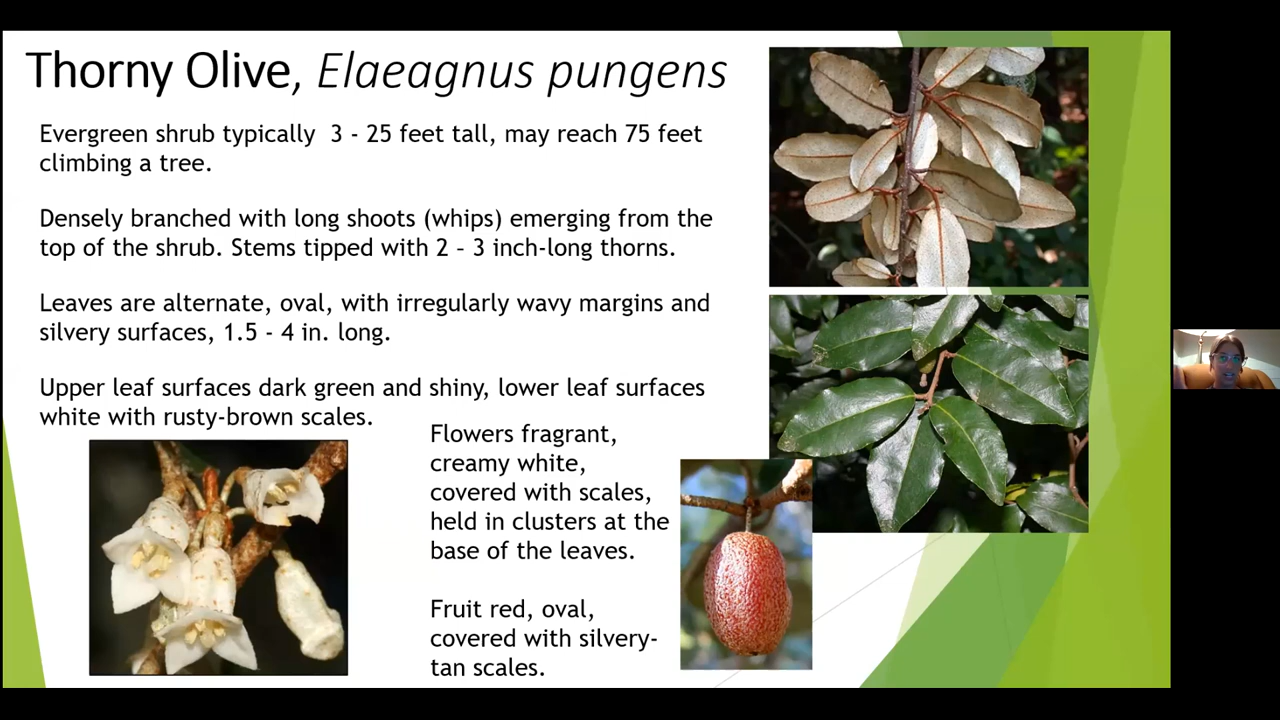 Thorny Olive, Elaeagnus pungens
Evergreen shrub typically 3 - 25 feet tall, may reach 75 feet
climbing a tree.
Densely branched with long shoots (whips) emerging from the
top of the shrub. Stems tipped with 2 – 3 inch-long thorns.
Leaves are alternate, oval, with irregularly wavy margins and
silvery surfaces, 1.5 - 4 in. long.
Upper leaf surfaces dark green and shiny, lower leaf surfaces
white with rusty-brown scales.
Flowers fragrant,
creamy white,
covered with scales,
held in clusters at the
base of the leaves.
Fruit red, oval,
covered with silvery-
tan scales.